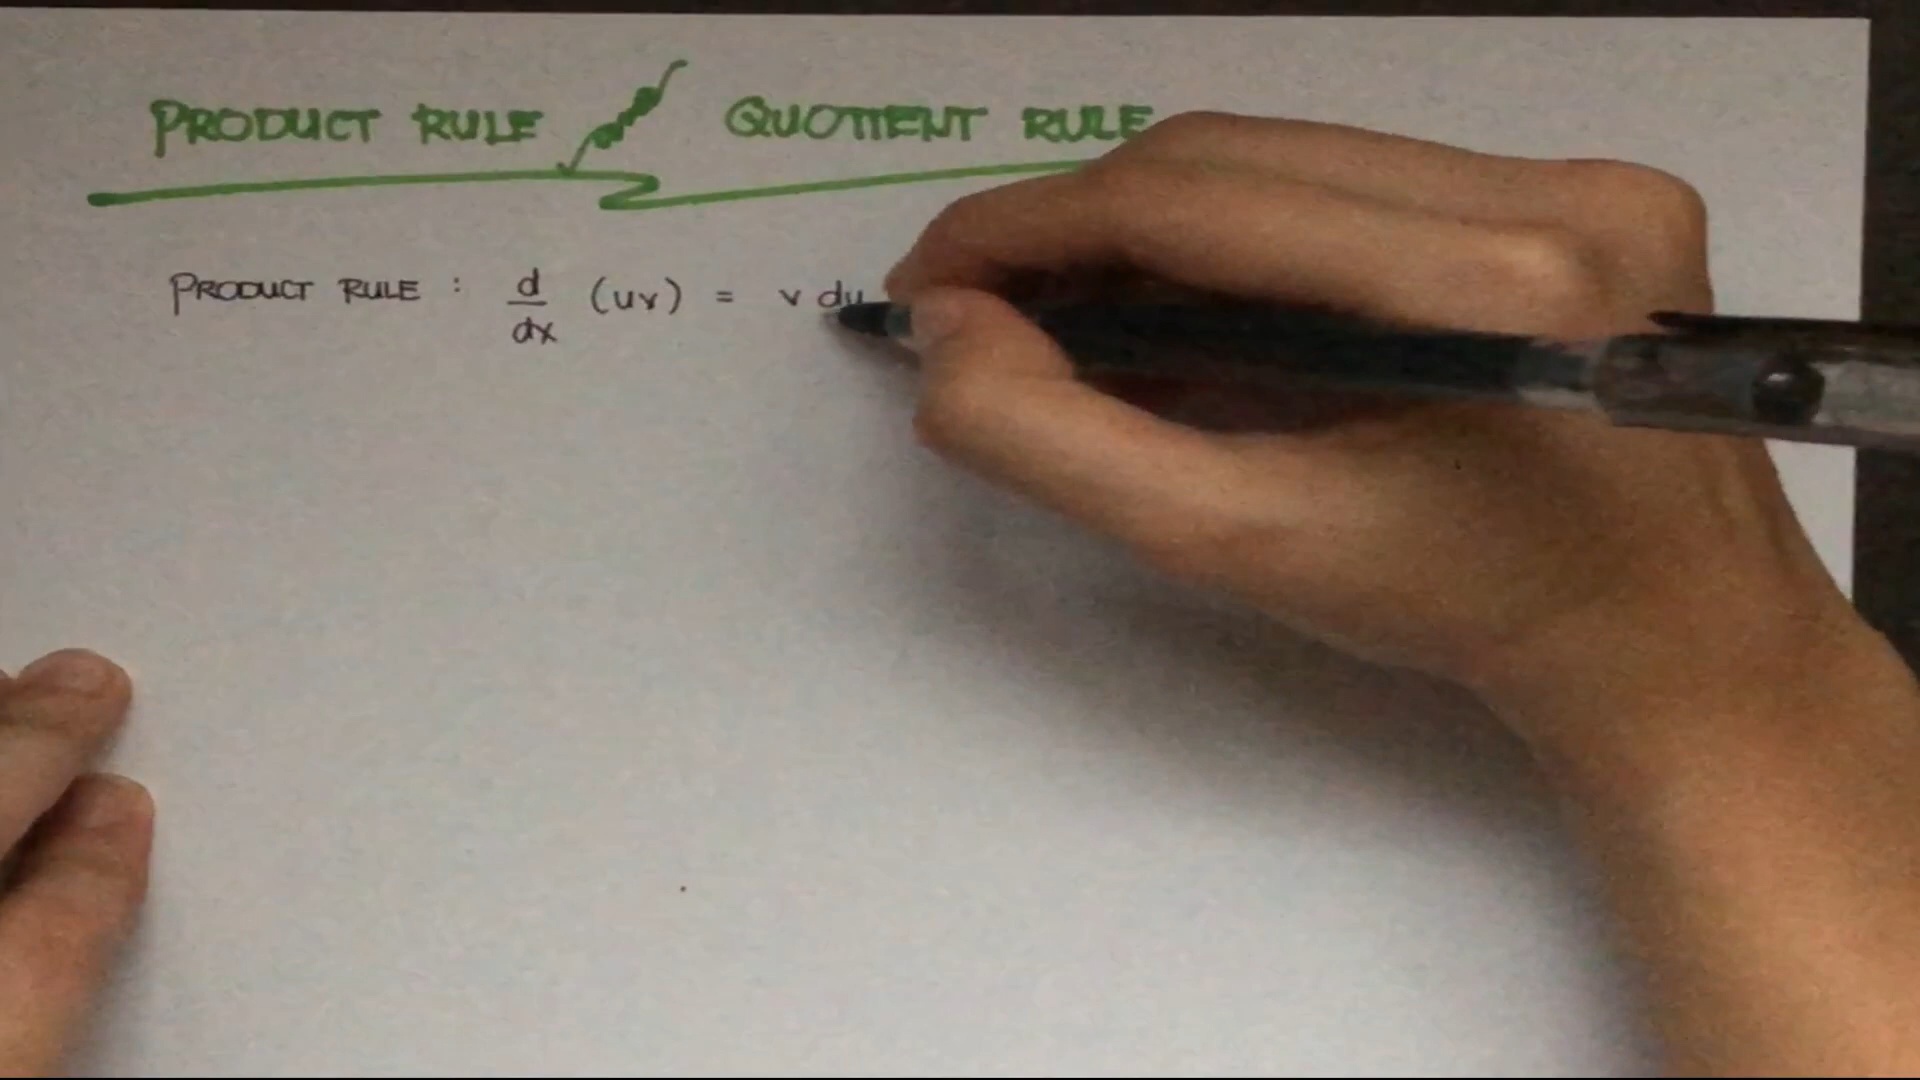 PRODUCT RULE / QUOTIENT RULE
PRODUCT RULE : d/dx (uv) = v du